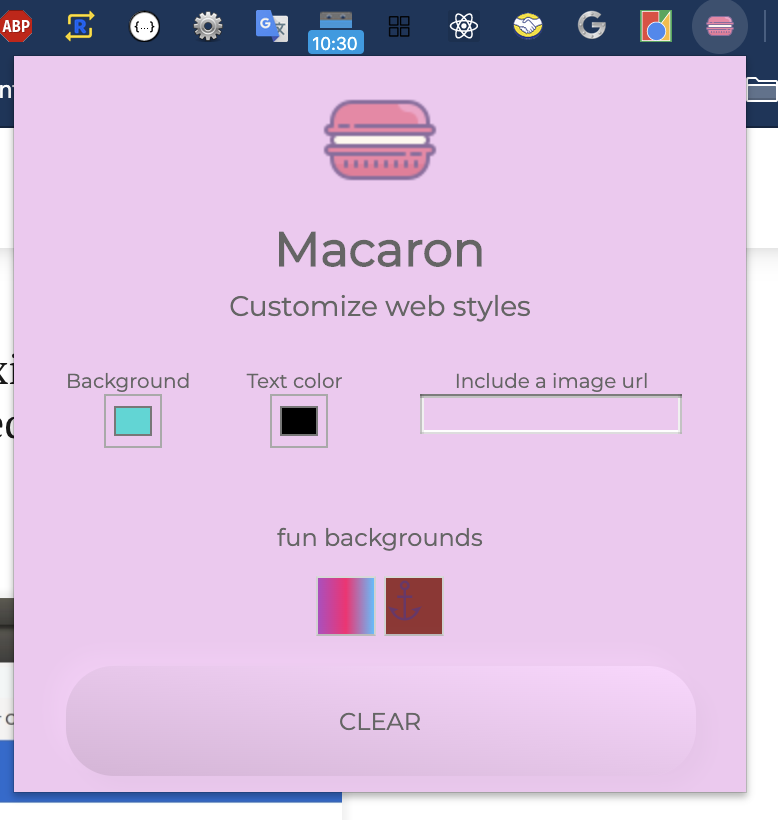 ABP
R
{...}
G
10:30
G
Macaron
Customize web styles
Background Text color Include a image url
fun backgrounds
CLEAR